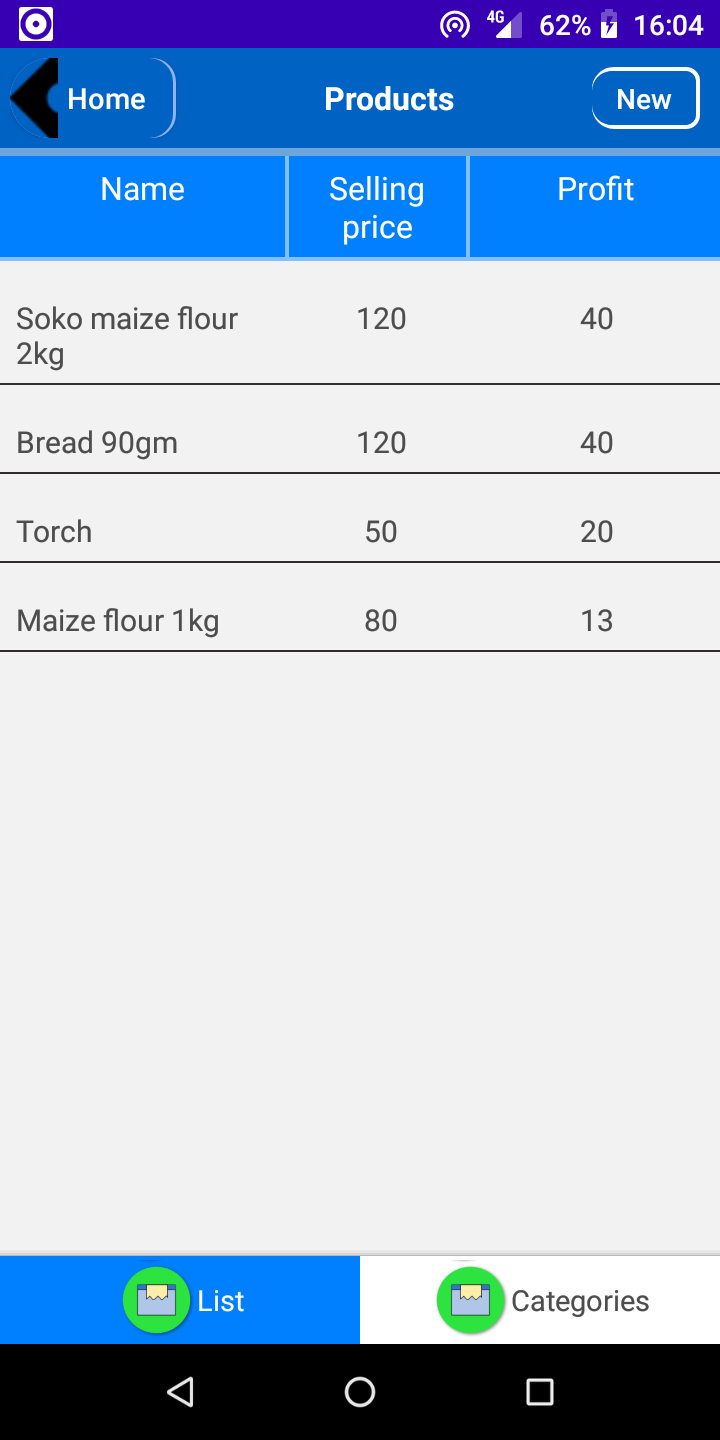 4G 62% 16:04
Home Products New
Name Selling price Profit
Soko maize flour 2kg 120 40
Bread 90gm 120 40
Torch 50 20
Maize flour 1kg 80 13
List Categories